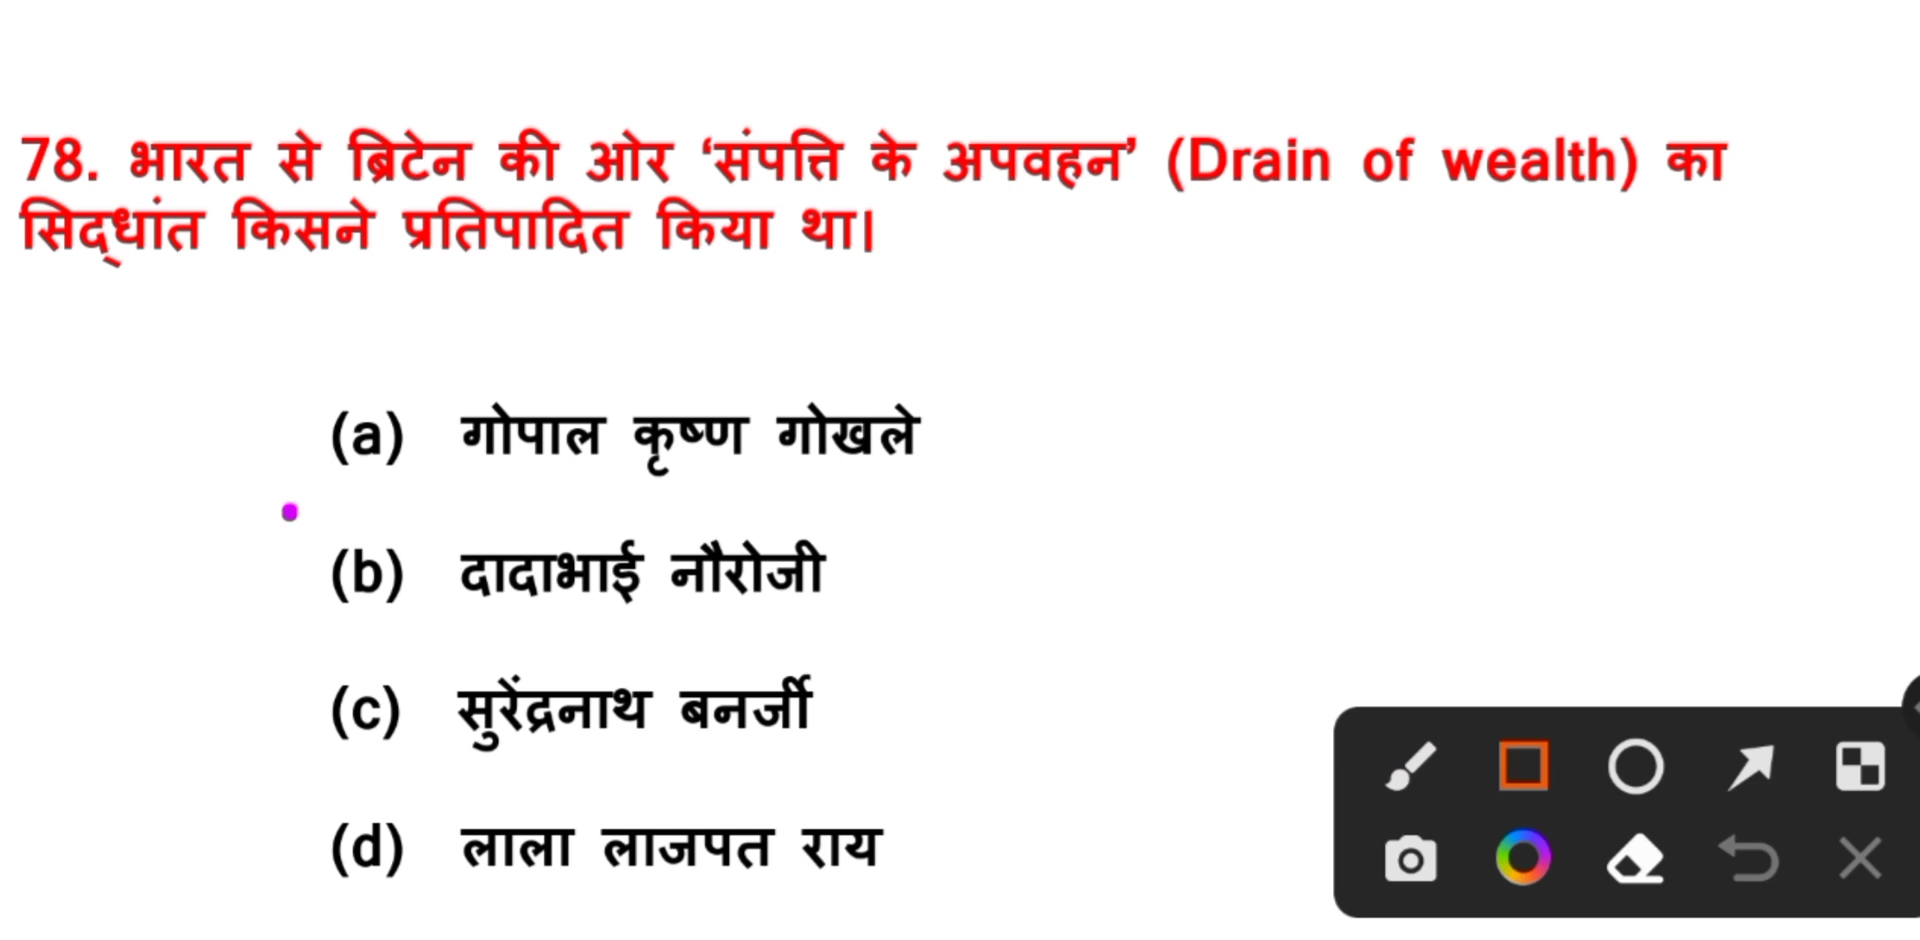 78. भारत से ब्रिटेन की ओर ‘संपत्ति के अपवहन’ (Drain of wealth) का
सिद्धांत किसने प्रतिपादित किया था।
(a) गोपाल कृष्ण गोखले
(b) दादाभाई नौरोजी
(c) सुरेंद्रनाथ बनर्जी
(d) लाला लाजपत राय